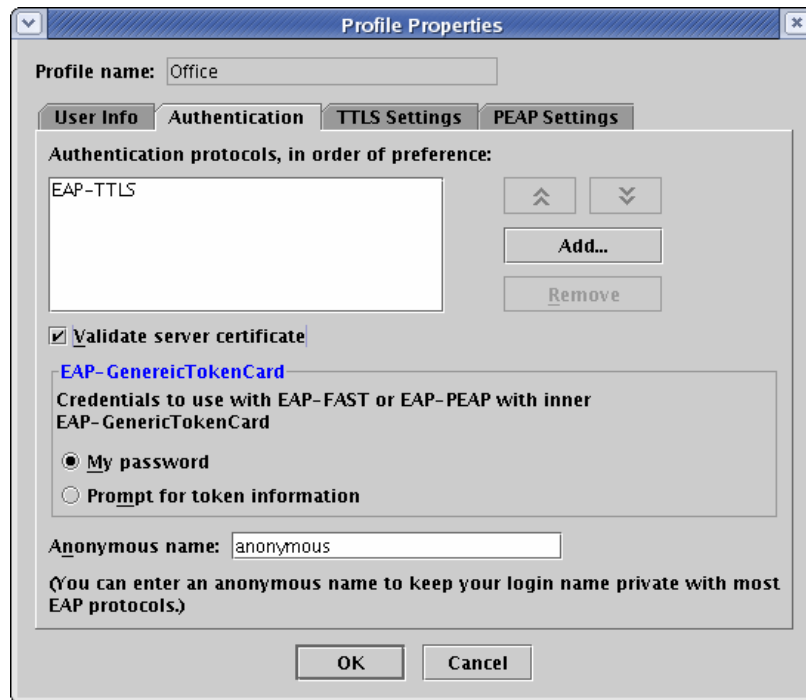 Profile Properties
Profile name: Office
User Info Authentication TTLS Settings PEAP Settings
Authentication protocols, in order of preference:
EAP-TTLS
Add...
Remove
Validate server certificate
EAP-GenereicTokenCard
Credentials to use with EAP-FAST or EAP-PEAP with inner
EAP-GenericTokenCard
My password
Prompt for token information
Anonymous name: anonymous
(You can enter an anonymous name to keep your login name private with most
EAP protocols.)
OK Cancel